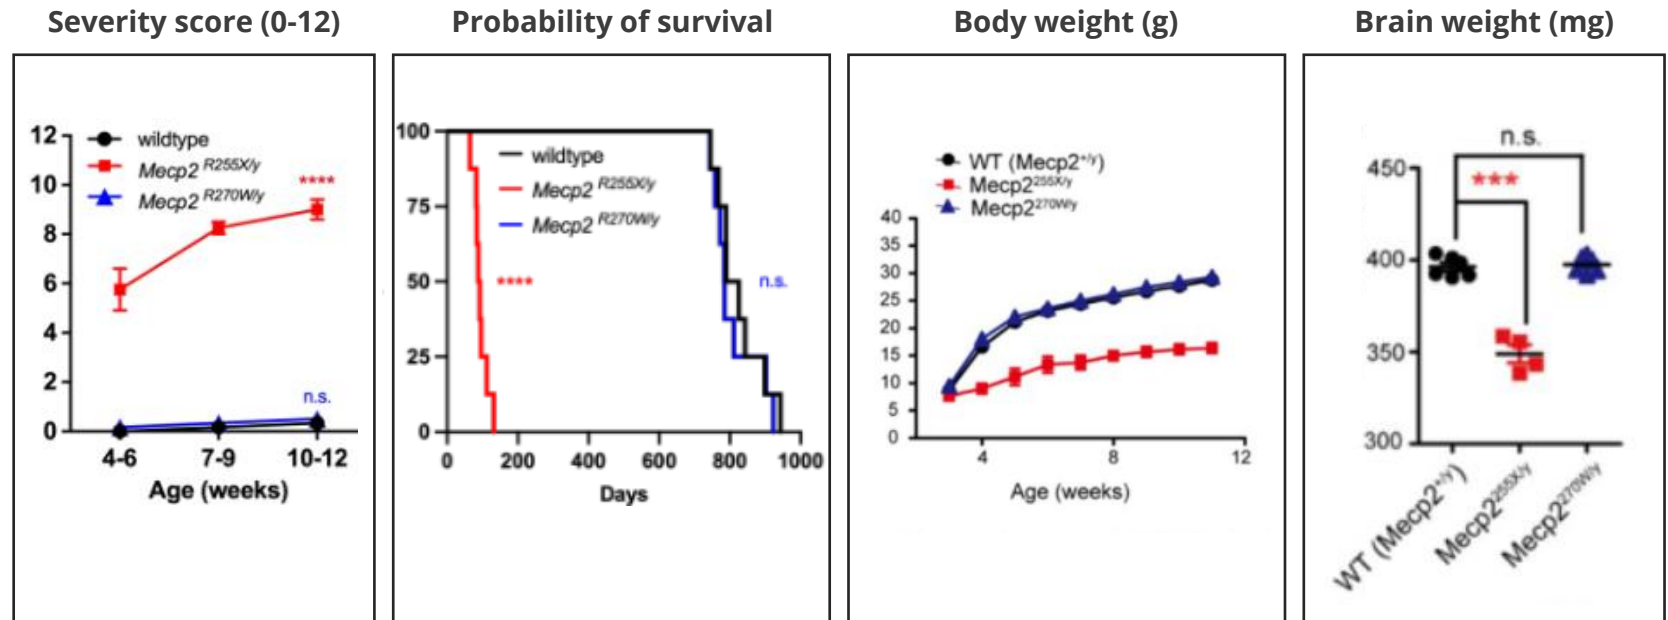 Severity score (0-12)
12
10
8
6
4
2
0
wildtype
Mecp2 R255X/y
Mecp2 R270W/y
****
n.s.
4-6
7-9
10-12
Age (weeks)
Probability of survival
100
75
50
25
0
wildtype
Mecp2 R255X/y
Mecp2 R270W/y
****
n.s.
0
200
400
600
800
1000
Days
Body weight (g)
WT (Mecp2+/y)
Mecp2255X/y
Mecp2270W/y
40
35
30
25
20
15
10
5
0
4
8
12
Age (weeks)
Brain weight (mg)
n.s.
***
450
400
350
300
WT (Mecp2+/y)
Mecp2255X/y
Mecp2270W/y